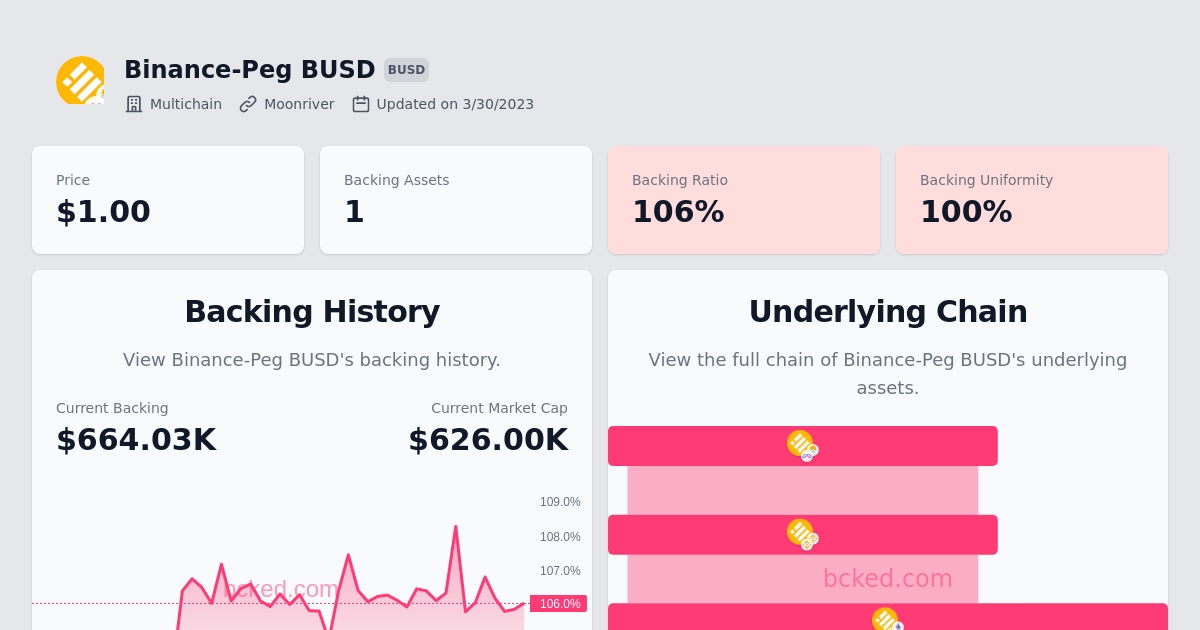 Binance-Peg BUSD BUSD
Multichain Moonriver Updated on 3/30/2023
Price
$1.00
Backing Assets
1
Backing Ratio
106%
Backing Uniformity
100%
Backing History
View Binance-Peg BUSD's backing history.
Current Backing
$664.03K
Current Market Cap
$626.00K
109.0%
108.0%
107.0%
106.0%
bcked.com
Underlying Chain
View the full chain of Binance-Peg BUSD's underlying
assets.
bcked.com